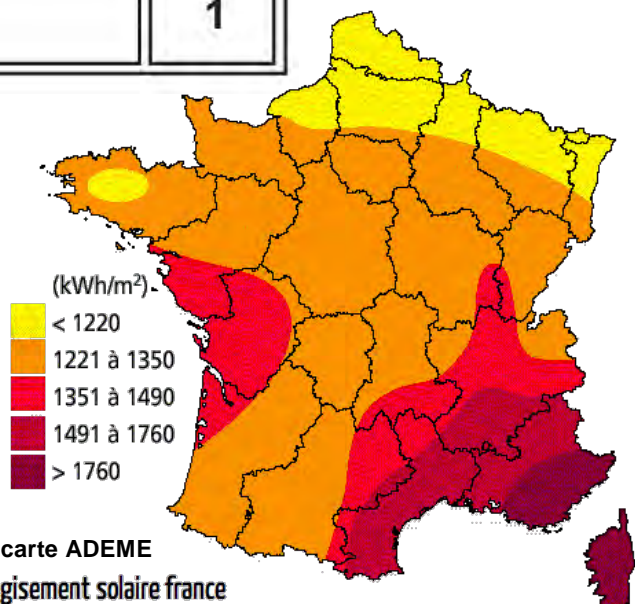 1
(kWh/m²)
< 1220
1221 à 1350
1351 à 1490
1491 à 1760
> 1760
carte ADEME
gisement solaire france